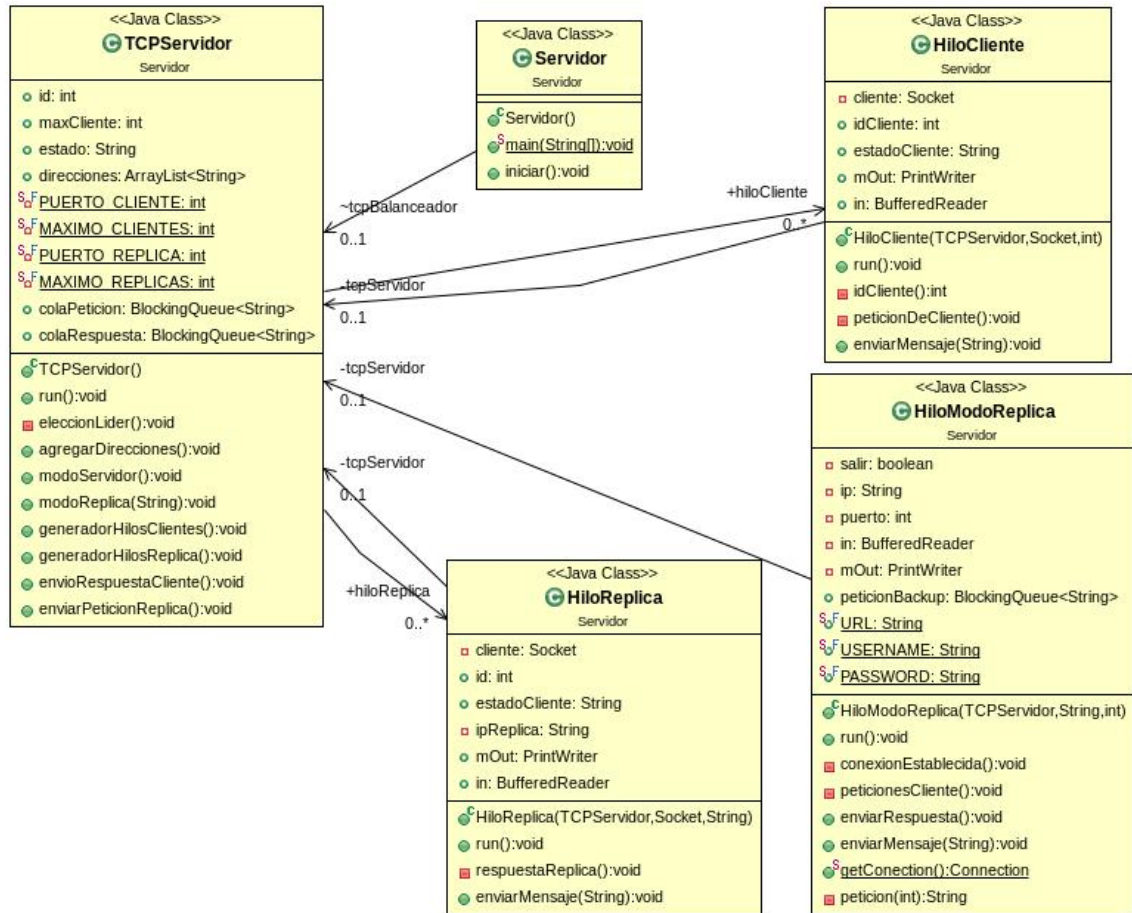 <<Java Class>>
TCPServidor
Servidor
id: int
maxCliente: int
estado: String
direcciones: ArrayList<String>
PUERTO_CLIENTE: int
MAXIMO_CLIENTES: int
PUERTO_REPLICA: int
MAXIMO_REPLICAS: int
colaPeticion: BlockingQueue<String>
colaRespuesta: BlockingQueue<String>
TCPServidor()
run():void
eleccionLider():void
agregarDirecciones():void
modoServidor():void
modoReplica(String):void
generadorHilosClientes():void
generadorHilosReplica():void
envioRespuestaCliente():void
enviarPeticionReplica():void
<<Java Class>>
Servidor
Servidor
Servidor()
main(String[]):void
iniciar():void
~tcpBalanceador
0..1
+hiloCliente
0..*
-tcpServidor
0..1
-tcpServidor
0..1
-tcpServidor
0..1
+hiloReplica
0..*
<<Java Class>>
HiloCliente
Servidor
cliente: Socket
idCliente: int
estadoCliente: String
mOut: PrintWriter
in: BufferedReader
HiloCliente(TCPServidor,Socket,int)
run():void
idCliente():int
peticionDeCliente():void
enviarMensaje(String):void
<<Java Class>>
HiloReplica
Servidor
cliente: Socket
id: int
estadoCliente: String
ipReplica: String
mOut: PrintWriter
in: BufferedReader
HiloReplica(TCPServidor,Socket,String)
run():void
respuestaReplica():void
enviarMensaje(String):void
<<Java Class>>
HiloModoReplica
Servidor
salir: boolean
ip: String
puerto: int
in: BufferedReader
mOut: PrintWriter
peticionBackup: BlockingQueue<String>
URL: String
USERNAME: String
PASSWORD: String
HiloModoReplica(TCPServidor,String,int)
run():void
conexionEstablecida():void
peticionesCliente():void
enviarRespuesta():void
enviarMensaje(String):void
getConection():Connection
peticion(int):String